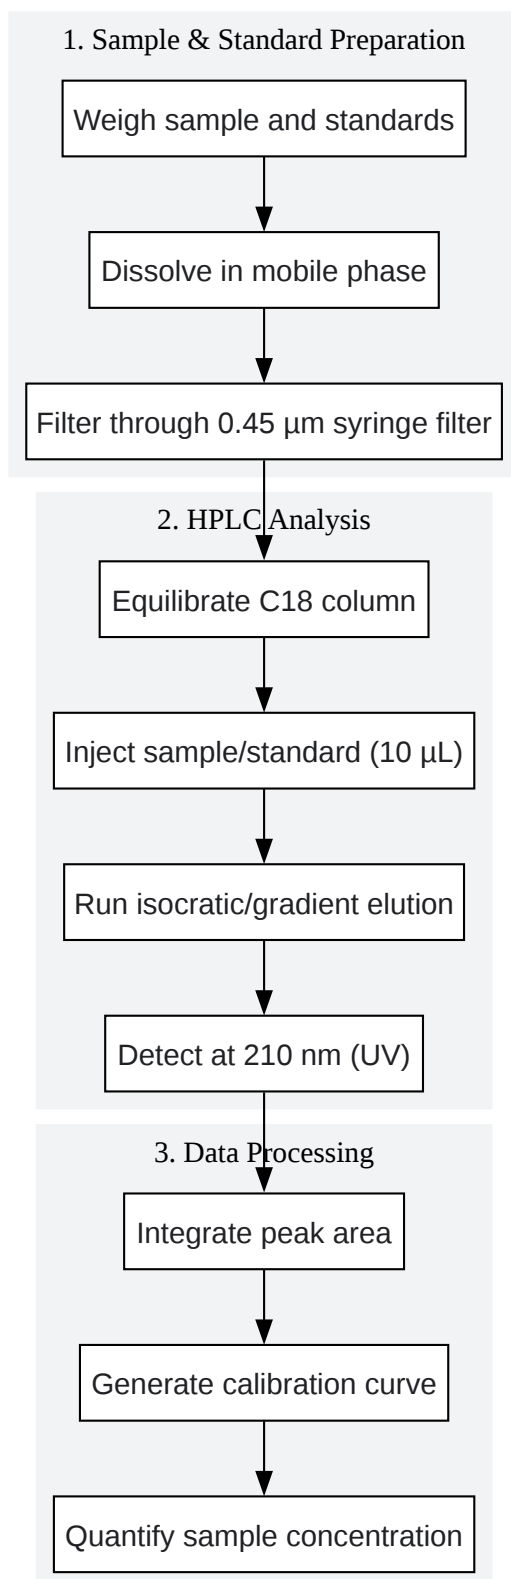 1. Sample & Standard Preparation
Weigh sample and standards
Dissolve in mobile phase
Filter through 0.45 µm syringe filter
2. HPLC Analysis
Equilibrate C18 column
Inject sample/standard (10 µL)
Run isocratic/gradient elution
Detect at 210 nm (UV)
3. Data Processing
Integrate peak area
Generate calibration curve
Quantify sample concentration